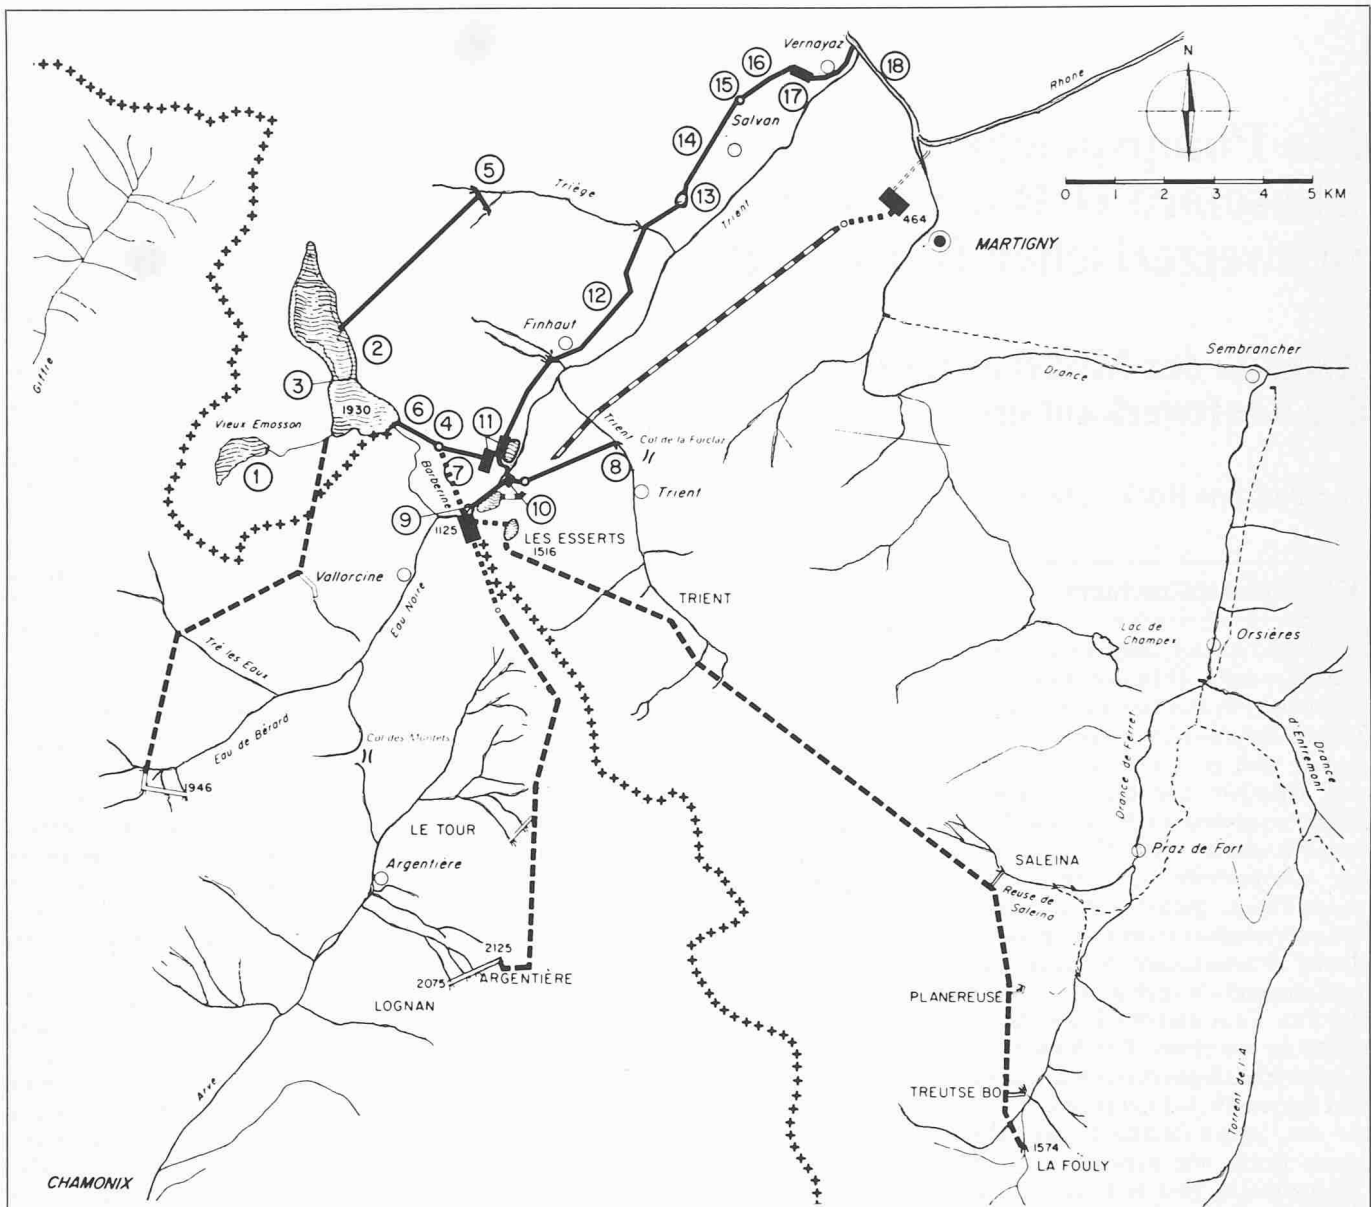 Vernayaz
16
18
N
Rhone
15
17
Salvan
14
0 1 2 3 4 5 KM
5
Triège
13
Trient
464
MARTIGNY
12
Finhaut
2
Giffre
3
Sembrancher
Drance
1930
6
4
11
Vieux Emosson
Trient
Col de la Forclaz
1
7
8
Barberine
Trient
9
10
1125
LES ESSERTS
1516
Vallorcine
Eau Noire
TRIENT
Lac de
Champex
Orsières
Tré les Eaux
Eau de Bérard
Col des Montets
Drance de Ferret
Drance
d'Entremont
1946
LE TOUR
SALEINA
Praz de Fort
Argentière
Reuse de
Saleina
2125
2075
ARGENTIÈRE
LOGNAN
PLANEREUSE
Arve
TREUTSE BO
Torrent de l'A
1574
LA FOULY
CHAMONIX